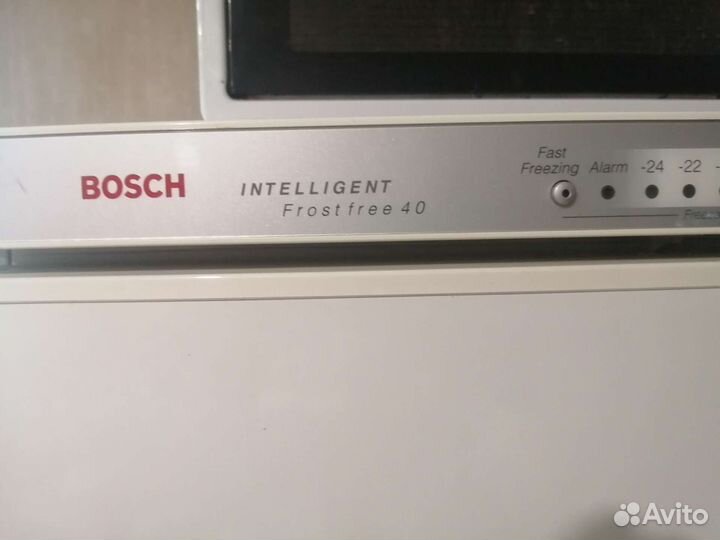 BOSCH
INTELLIGENT
Frost free 40
Fast
Freezing
Alarm -24 -22
Avito